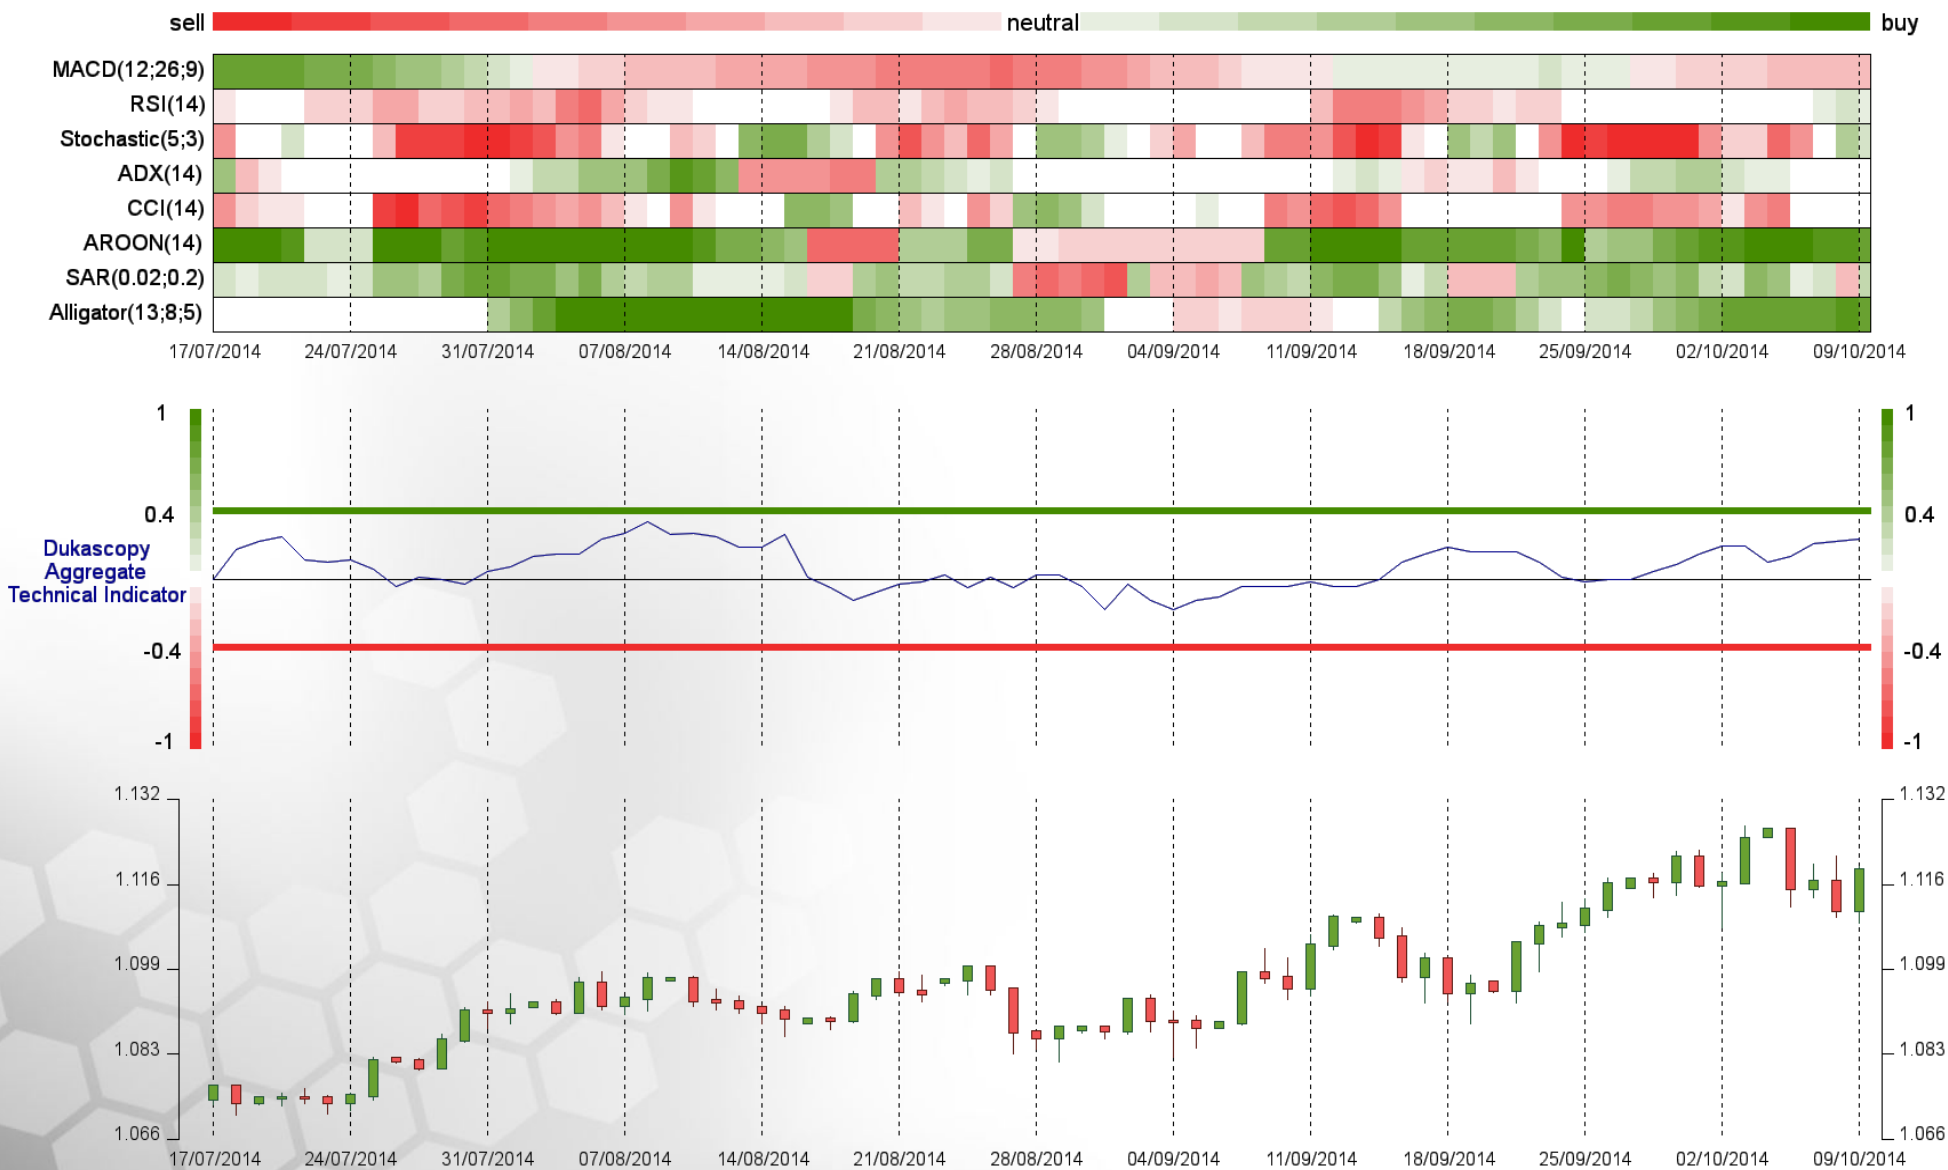 sell neutral buy
MACD(12;26;9)
RSI(14)
Stochastic(5;3)
ADX(14)
CCI(14)
AROON(14)
SAR(0.02;0.2)
Alligator(13;8;5)
17/07/2014 24/07/2014 31/07/2014 07/08/2014 14/08/2014 21/08/2014 28/08/2014 04/09/2014 11/09/2014 18/09/2014 25/09/2014 02/10/2014 09/10/2014
1 1
0.4 0.4
Dukascopy
Aggregate
Technical Indicator
-0.4 -0.4
-1 -1
1.132 1.132
1.116 1.116
1.099 1.099
1.083 1.083
1.066 1.066
17/07/2014 24/07/2014 31/07/2014 07/08/2014 14/08/2014 21/08/2014 28/08/2014 04/09/2014 11/09/2014 18/09/2014 25/09/2014 02/10/2014 09/10/2014